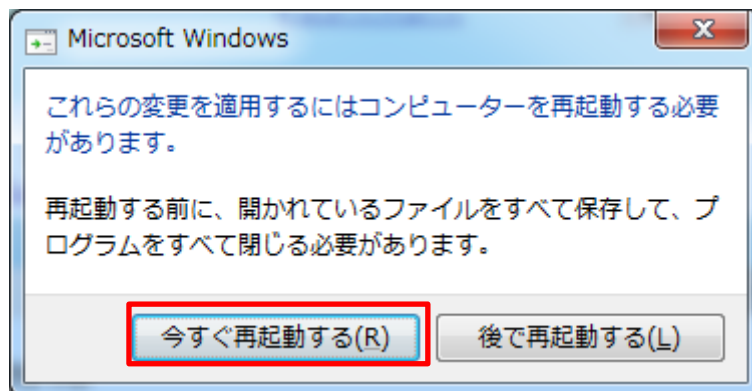 Microsoft Windows
これらの変更を適用するにはコンピューターを再起動する必要
があります。
再起動する前に、開かれているファイルをすべて保存して、プ
ログラムをすべて閉じる必要があります。
今すぐ再起動する(R)
後で再起動する(L)